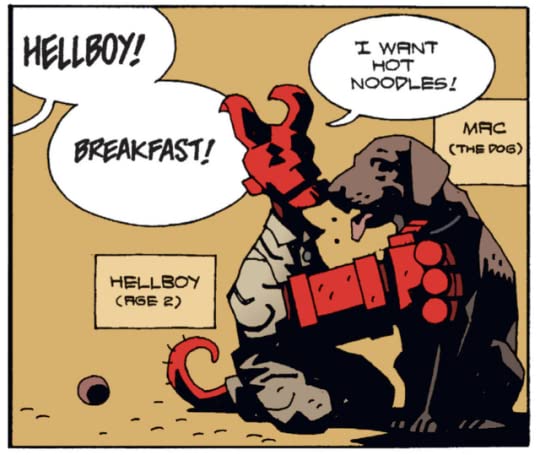 HELLBOY!
BREAKFAST!
I WANT
HOT
NOODLES!
MAC
(THE DOG)
HELLBOY
(AGE 2)